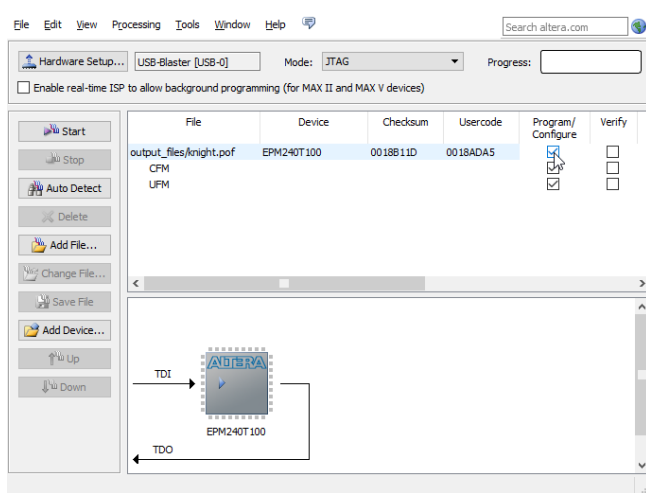 File Edit View Processing Tools Window Help Search altera.com
Hardware Setup... USB-Blaster [USB-0] Mode: JTAG Progress:
Enable real-time ISP to allow background programming (for MAX II and MAX V devices)
Start
Stop
Auto Detect
Delete
Add File...
Change File...
Save File
Add Device...
Up
Down
File Device Checksum Usercode Program/ Verify
Configure
output_files/knight.pof EPM240T100 0018B11D 0018ADA5
CFM
UFM
TDI
ALTERA
EPM240T100
TDO